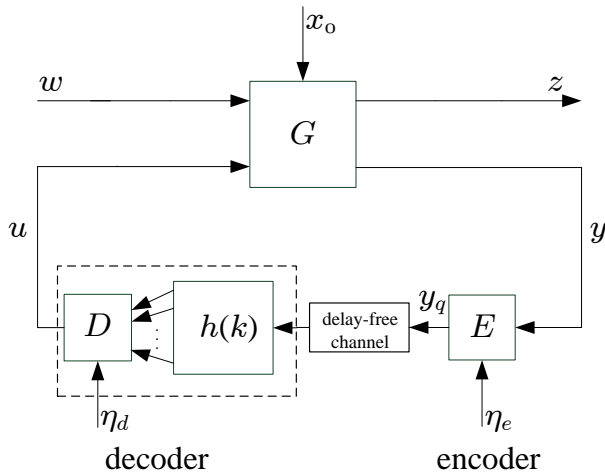 x_o
w
z
G
u
y
D
h(k)
delay-free
channel
y_q
E
η_d
η_e
decoder
encoder